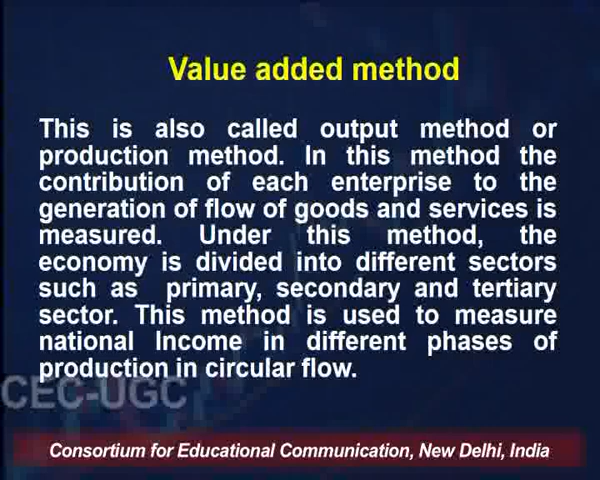 Value added method
This is also called output method or
production method. In this method the
contribution of each enterprise to the
generation of flow of goods and services is
measured. Under this method, the
economy is divided into different sectors
such as primary, secondary and tertiary
sector. This method is used to measure
national Income in different phases of
production in circular flow.
CEC-UGC
Consortium for Educational Communication, New Delhi, India